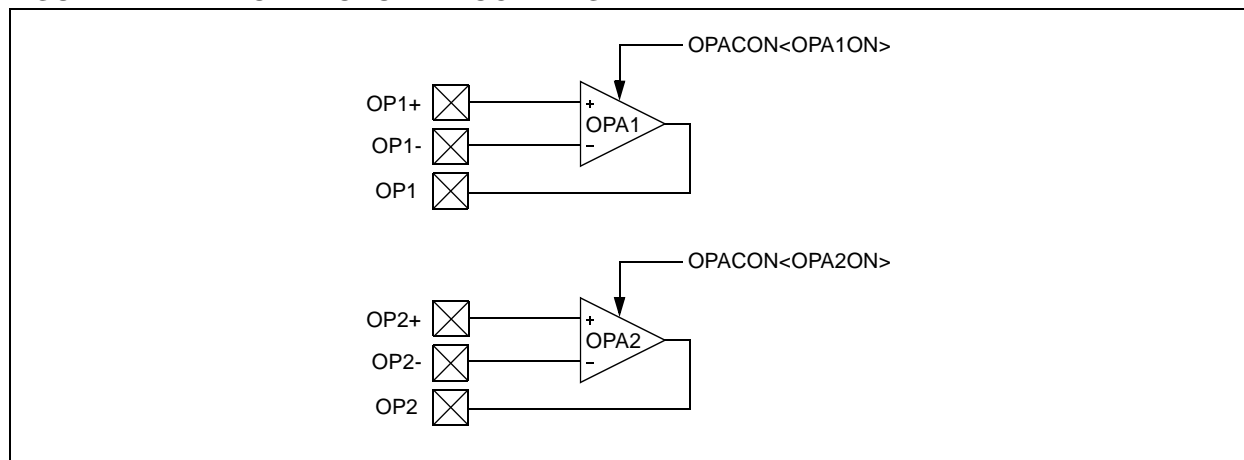 OPACON<OPA1ON>
OP1+
+
OPA1
OP1-
−
OP1
OPACON<OPA2ON>
OP2+
+
OPA2
OP2-
−
OP2